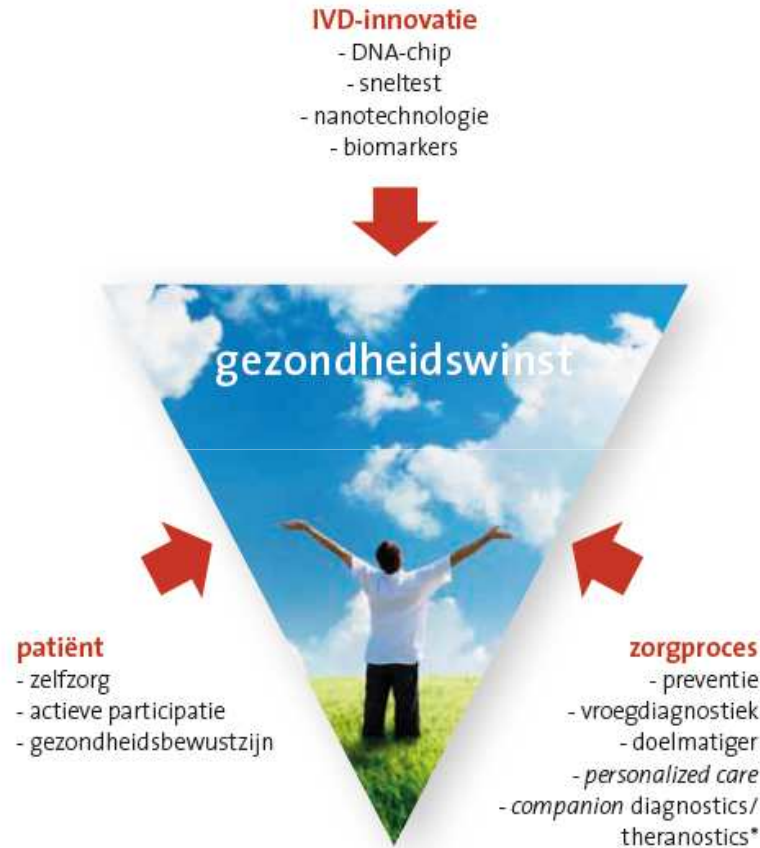 IVD-innovatie
- DNA-chip
- sneltest
- nanotechnologie
- biomarkers
gezondheidswinst
patiënt
- zelfzorg
- actieve participatie
- gezondheidsbewustzijn
zorgproces
- preventie
- vroegdiagnostiek
- doelmatiger
- personalized care
- companion diagnostics/
theranostics*